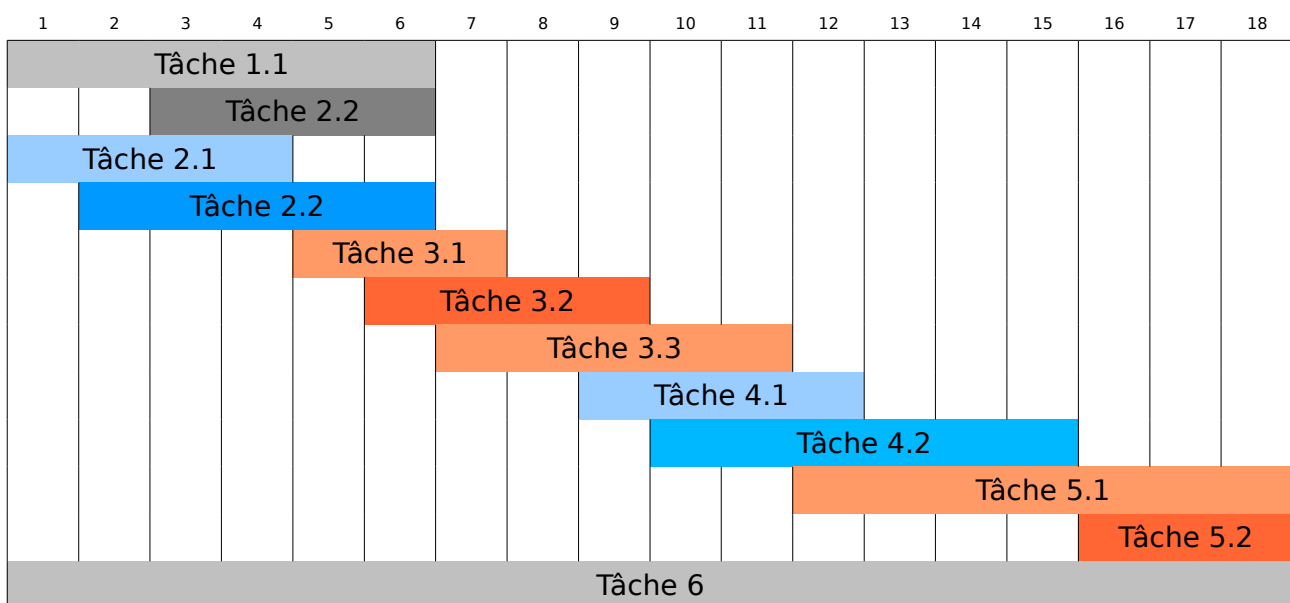 1 2 3 4 5 6 7 8 9 10 11 12 13 14 15 16 17 18
Tâche 1.1
Tâche 2.2
Tâche 2.1
Tâche 2.2
Tâche 3.1
Tâche 3.2
Tâche 3.3
Tâche 4.1
Tâche 4.2
Tâche 5.1
Tâche 5.2
Tâche 6